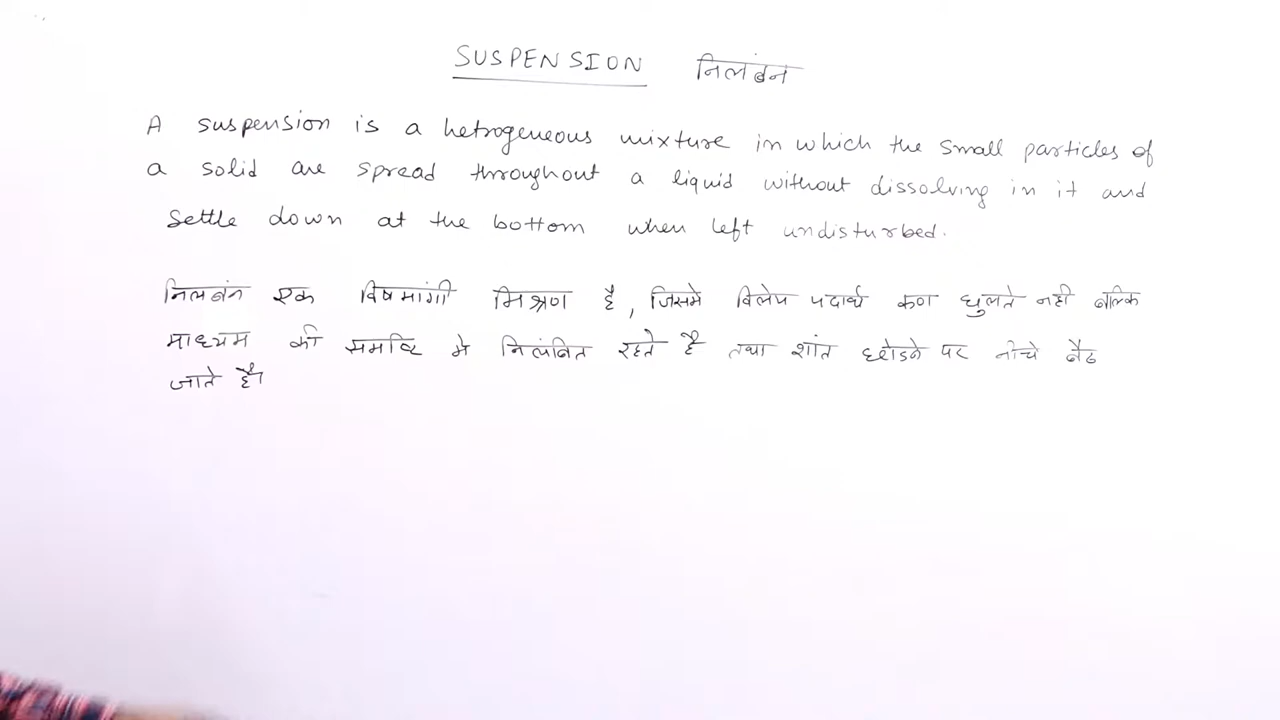 SUSPENSION निलंबन
A suspension is a hetrogeneous mixture in which the small particles of
a solid are spread throughout a liquid without dissolving in it and
Settle down at the bottom when left undisturbed.
निलबंन एक विषमांगी मिश्रण है, जिसमे विलेय पदार्थ कण घुलते नही बल्कि
माध्यम की समष्टि मे निलंबित रहते है तथा शांत छोडने पर नीचे बैठ
जाते है।